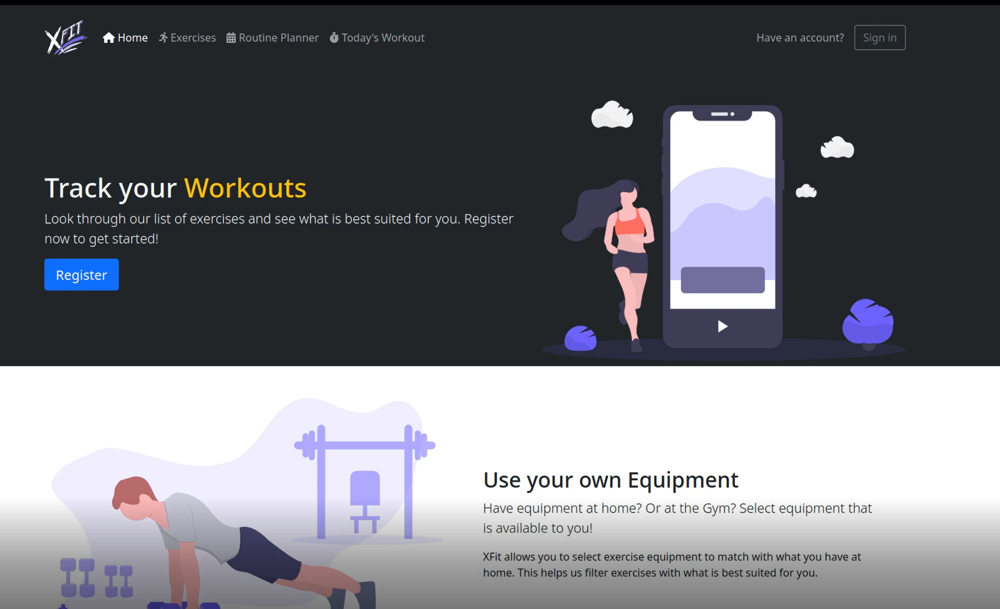 XFIT
Home Exercises Routine Planner Today's Workout Have an account? Sign in
Track your Workouts
Look through our list of exercises and see what is best suited for you. Register
now to get started!
Register
Use your own Equipment
Have equipment at home? Or at the Gym? Select equipment that
is available to you!
XFit allows you to select exercise equipment to match with what you have at
home. This helps us filter exercises with what is best suited for you.